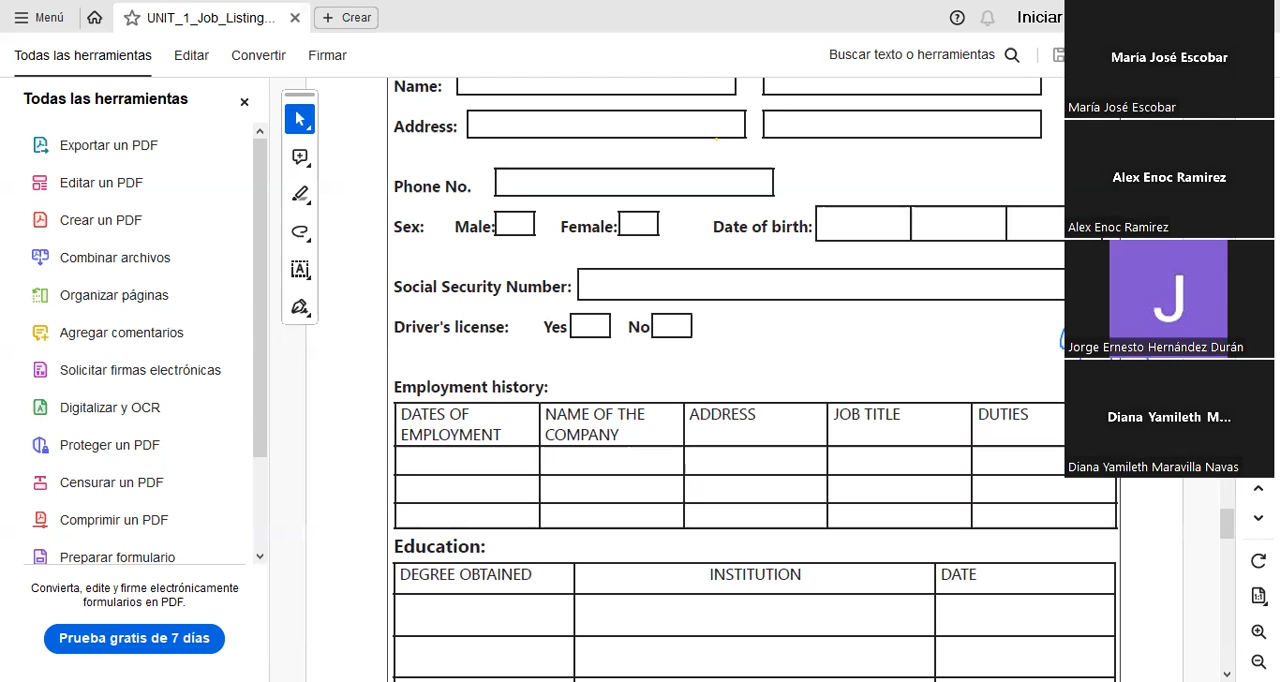 Menú
UNIT_1_Job_Listing...
Crear
Iniciar
Todas las herramientas
Editar
Convertir
Firmar
Buscar texto o herramientas
Todas las herramientas
Exportar un PDF
Editar un PDF
Crear un PDF
Combinar archivos
Organizar páginas
Agregar comentarios
Solicitar firmas electrónicas
Digitalizar y OCR
Proteger un PDF
Censurar un PDF
Comprimir un PDF
Preparar formulario
Convierta, edite y firme electrónicamente
formularios en PDF.
Prueba gratis de 7 días
Name:
Address:
Phone No.
Sex: Male: Female: Date of birth:
Social Security Number:
Driver's license: Yes No
Employment history:
DATES OF EMPLOYMENT
NAME OF THE COMPANY
ADDRESS
JOB TITLE
DUTIES
Education:
DEGREE OBTAINED
INSTITUTION
DATE
María José Escobar
María José Escobar
Alex Enoc Ramirez
Alex Enoc Ramirez
J
Jorge Ernesto Hernández Durán
Diana Yamileth M...
Diana Yamileth Maravilla Navas
1:1